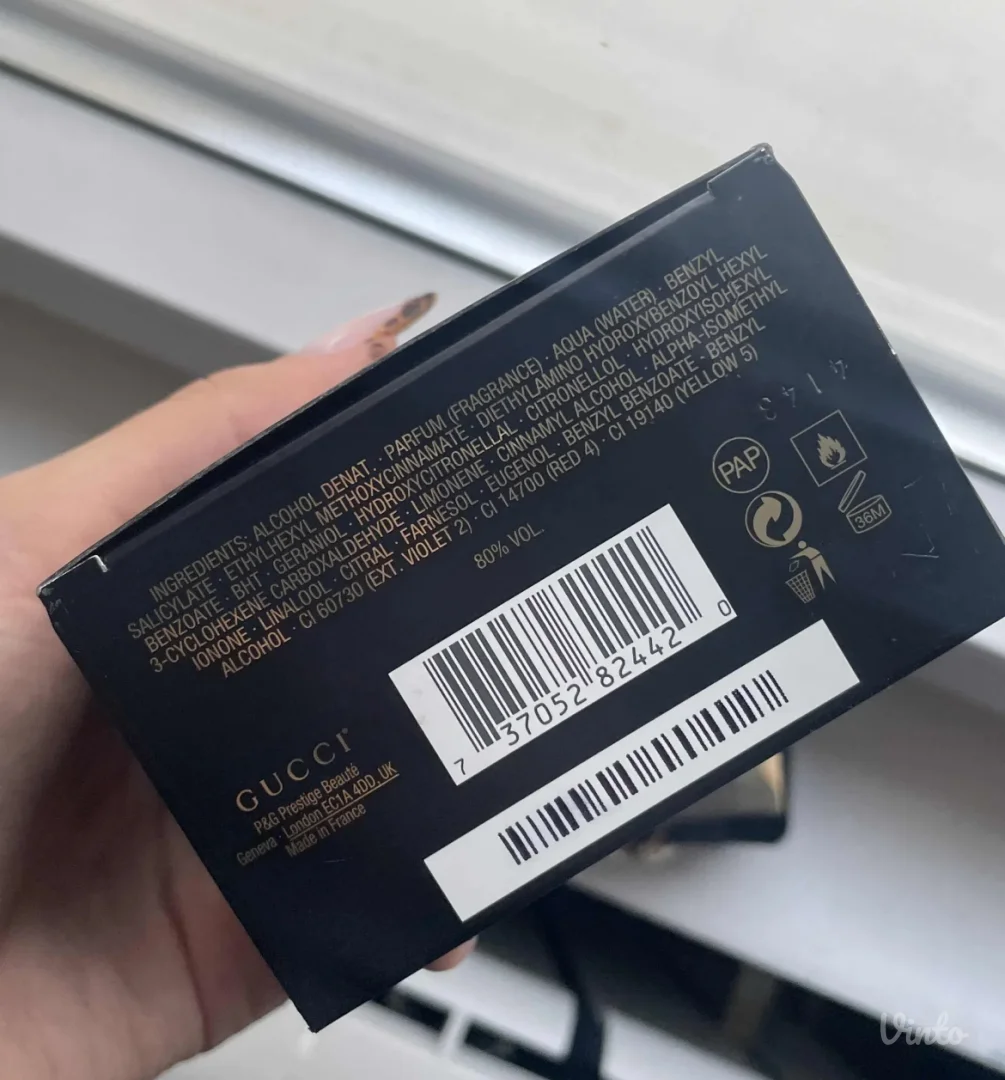 INGREDIENTS: ALCOHOL DENAT. · PARFUM (FRAGRANCE) · AQUA (WATER) · BENZYL
SALICYLATE · ETHYLHEXYL METHOXYCINNAMATE · DIETHYLAMINO HYDROXYBENZOYL HEXYL
BENZOATE · BHT · GERANIOL · HYDROXYCITRONELLAL · CITRONELLOL · HYDROXYISOHEXYL
3-CYCLOHEXENE CARBOXALDEHYDE · LIMONENE · CINNAMYL ALCOHOL · ALPHA-ISOMETHYL
IONONE · LINALOOL · CITRAL · FARNESOL · EUGENOL · BENZYL BENZOATE · BENZYL
ALCOHOL · CI 60730 (EXT. VIOLET 2) · CI 14700 (RED 4) · CI 19140 (YELLOW 5)
80% VOL.
4143
PAP
36M
7 37052 82442 0
GUCCI®
P&G Prestige Beauté
Geneva · London EC1A 4DD, UK
Made in France
Vinto